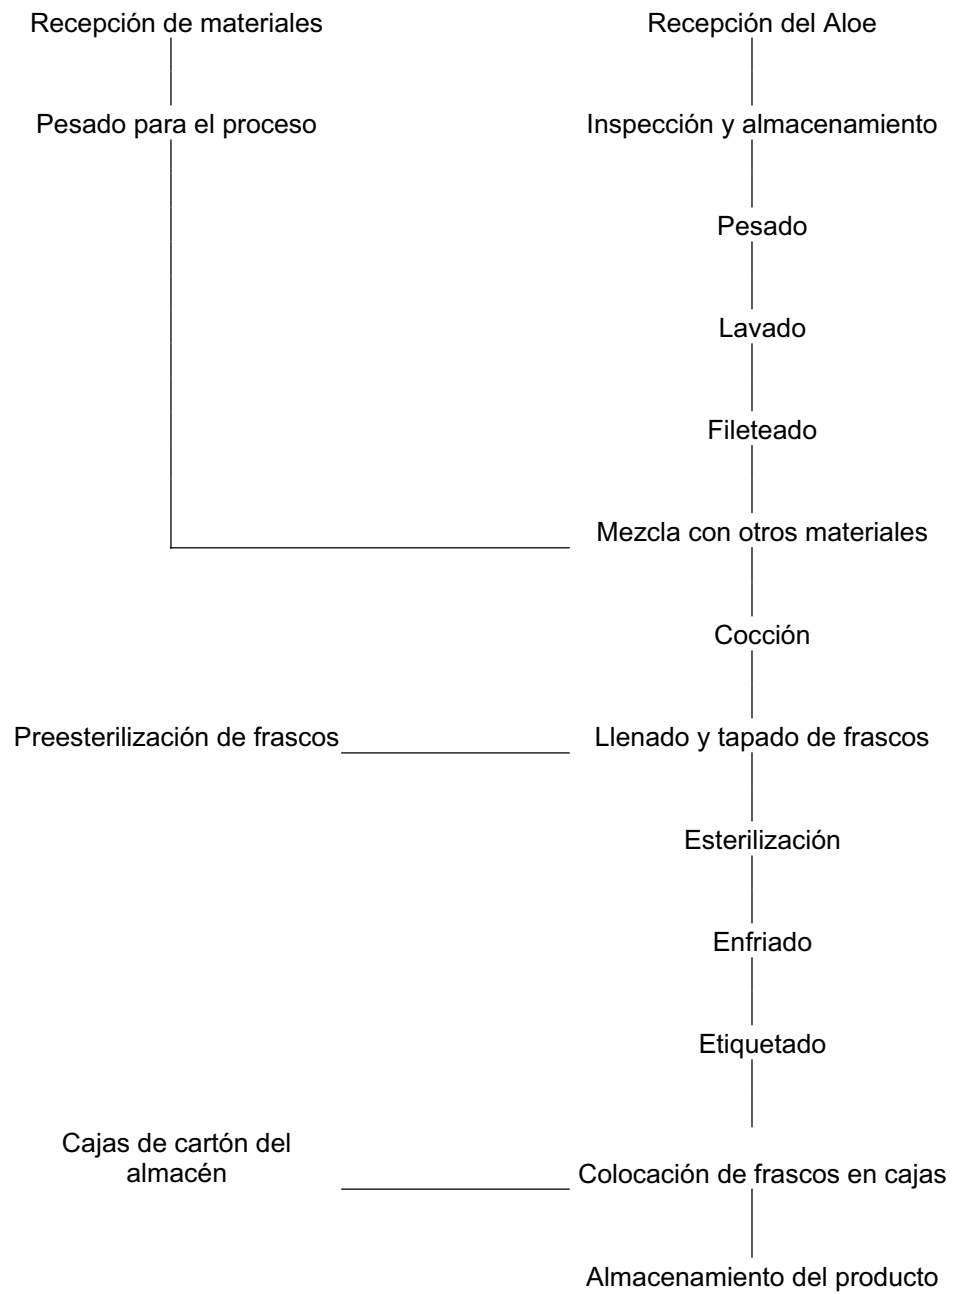 Recepción de materiales
Recepción del Aloe
Pesado para el proceso
Inspección y almacenamiento
Pesado
Lavado
Fileteado
Mezcla con otros materiales
Cocción
Preesterilización de frascos
Llenado y tapado de frascos
Esterilización
Enfriado
Etiquetado
Cajas de cartón del
almacén
Colocación de frascos en cajas
Almacenamiento del producto